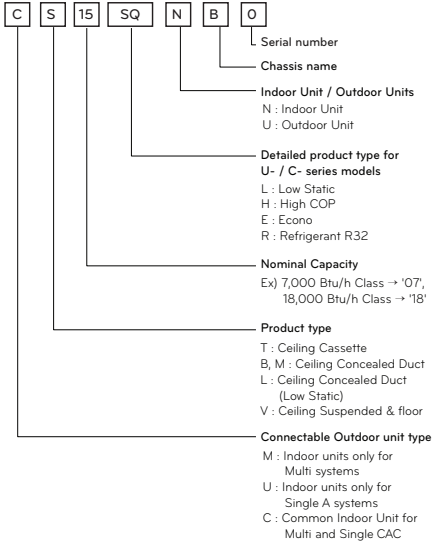 C S 15 SQ N B 0
Serial number
Chassis name
Indoor Unit / Outdoor Units
N : Indoor Unit
U : Outdoor Unit
Detailed product type for
U- / C- series models
L : Low Static
H : High COP
E : Econo
R : Refrigerant R32
Nominal Capacity
Ex) 7,000 Btu/h Class → '07',
18,000 Btu/h Class → '18'
Product type
T : Ceiling Cassette
B, M : Ceiling Concealed Duct
L : Ceiling Concealed Duct
(Low Static)
V : Ceiling Suspended & floor
Connectable Outdoor unit type
M : Indoor units only for
Multi systems
U : Indoor units only for
Single A systems
C : Common Indoor Unit for
Multi and Single CAC